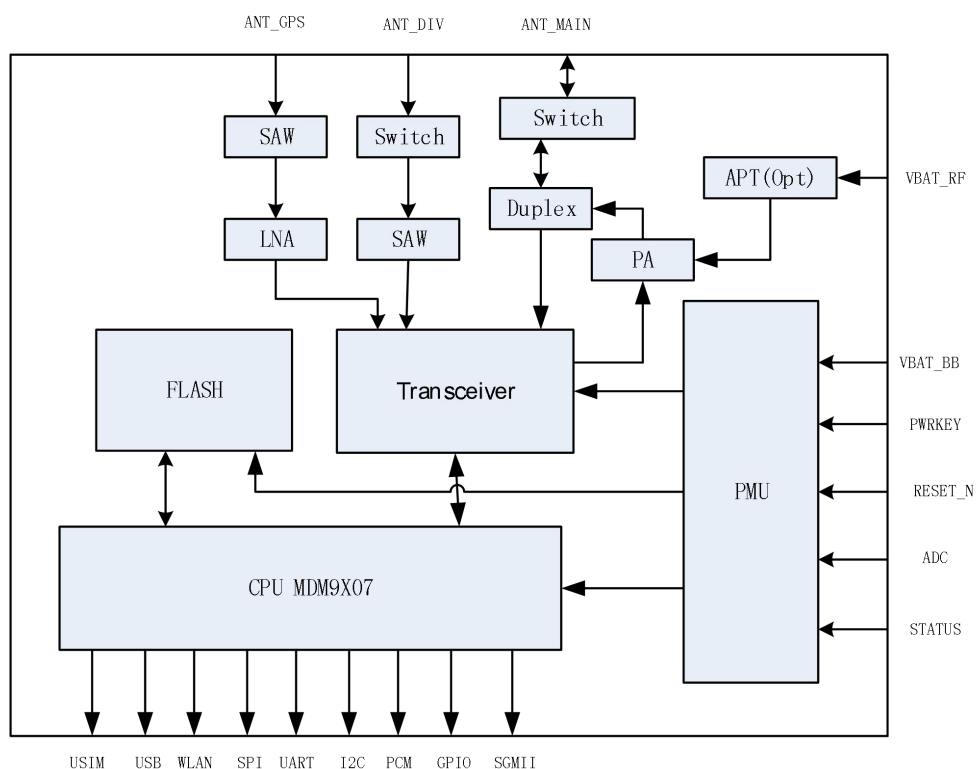 ANT_GPS
ANT_DIV
ANT_MAIN
SAW
Switch
Switch
APT(Opt)
VBAT_RF
Duplex
LNA
SAW
PA
VBAT_BB
FLASH
Transceiver
PWRKEY
PMU
RESET_N
ADC
CPU MDM9X07
STATUS
USIM
USB
WLAN
SPI
UART
I2C
PCM
GPIO
SGMII